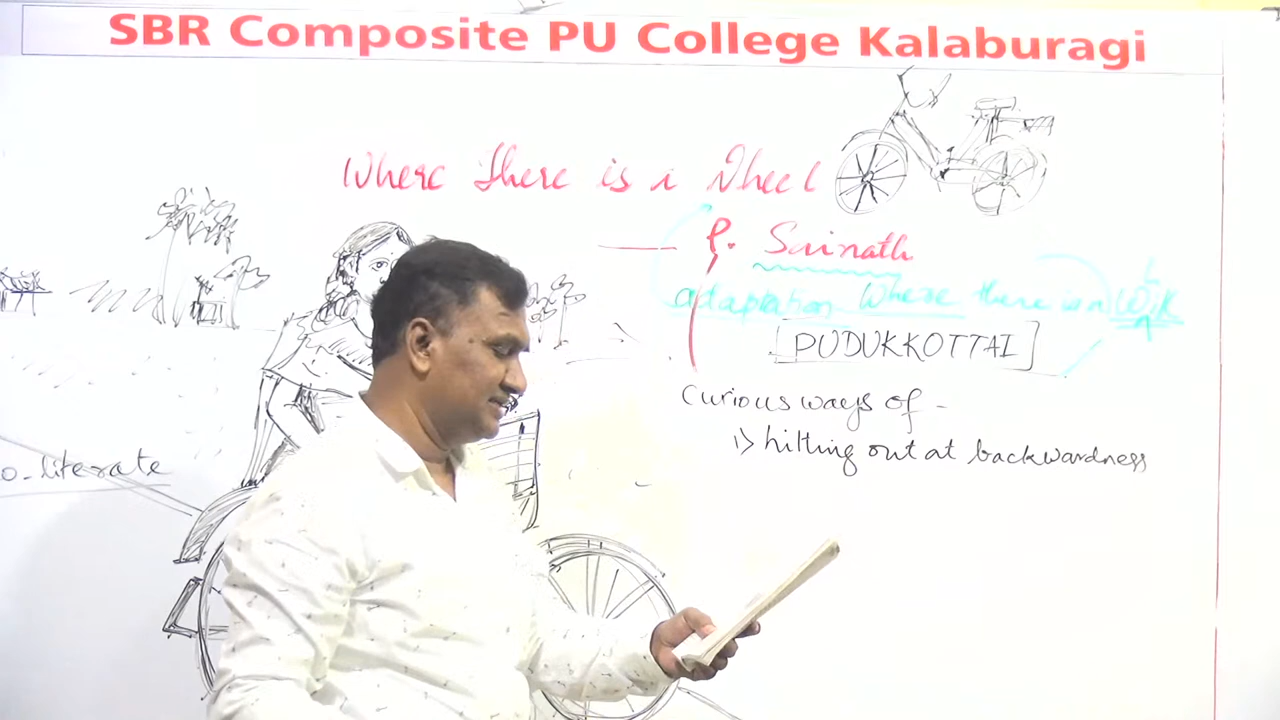 SBR Composite PU College Kalaburagi
Where there is a Wheel
P. Sainath
adaptation Where there is a
[PUDUKKOTTAI]
Curious ways of -
1> hitting out at backwardness
o-literate